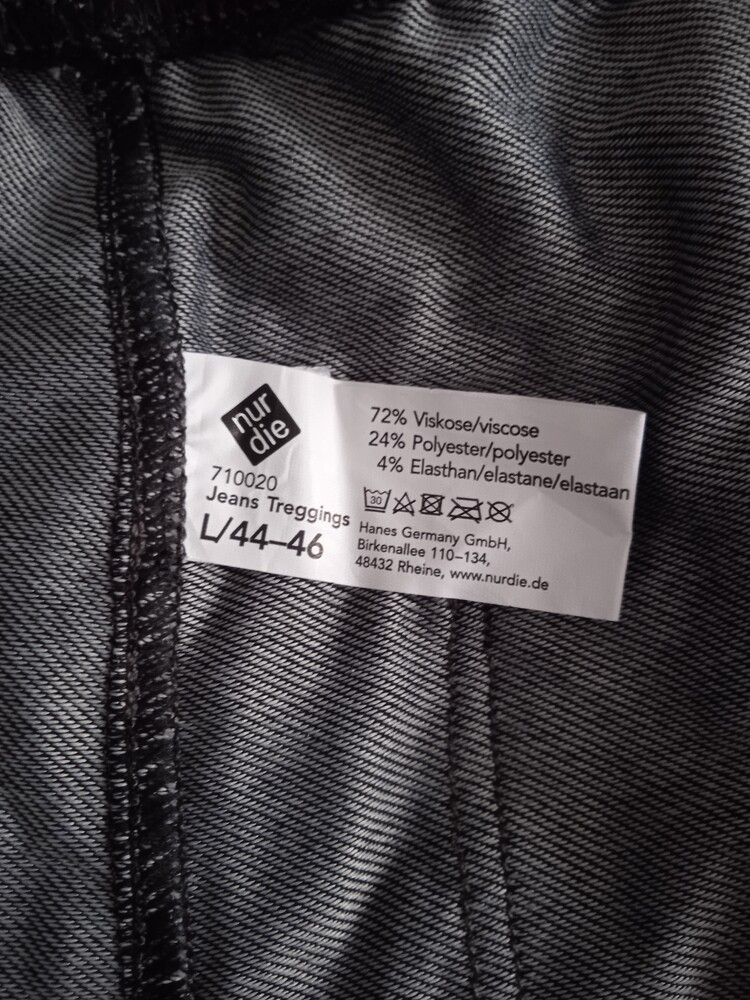 nur
die
710020
Jeans Treggings
L/44–46
72% Viskose/viscose
24% Polyester/polyester
4% Elasthan/elastane/elastaan
30
Hanes Germany GmbH,
Birkenallee 110–134,
48432 Rheine, www.nurdie.de